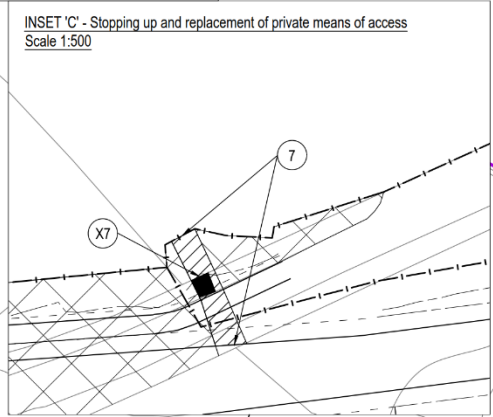 INSET 'C' - Stopping up and replacement of private means of access
Scale 1:500
7
X7